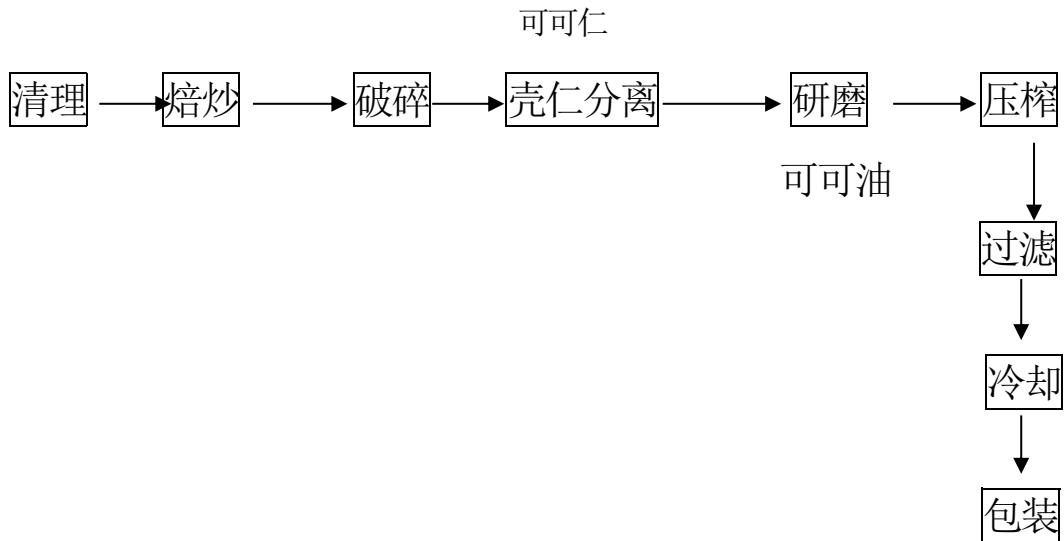 可可仁
清理 焙炒 破碎 壳仁分离 研磨 压榨
可可油
过滤
冷却
包装